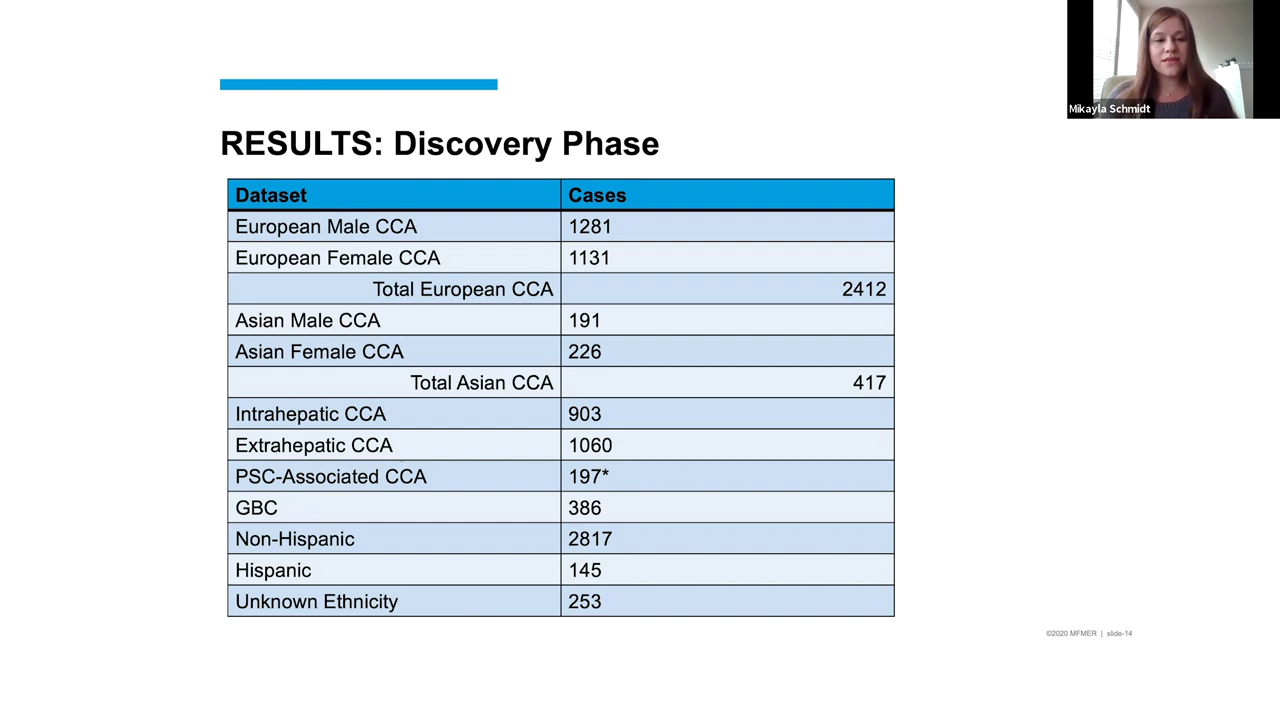 Mikayla Schmidt
RESULTS: Discovery Phase
Dataset Cases
European Male CCA 1281
European Female CCA 1131
Total European CCA 2412
Asian Male CCA 191
Asian Female CCA 226
Total Asian CCA 417
Intrahepatic CCA 903
Extrahepatic CCA 1060
PSC-Associated CCA 197*
GBC 386
Non-Hispanic 2817
Hispanic 145
Unknown Ethnicity 253
©2020 MFMER | slide-14